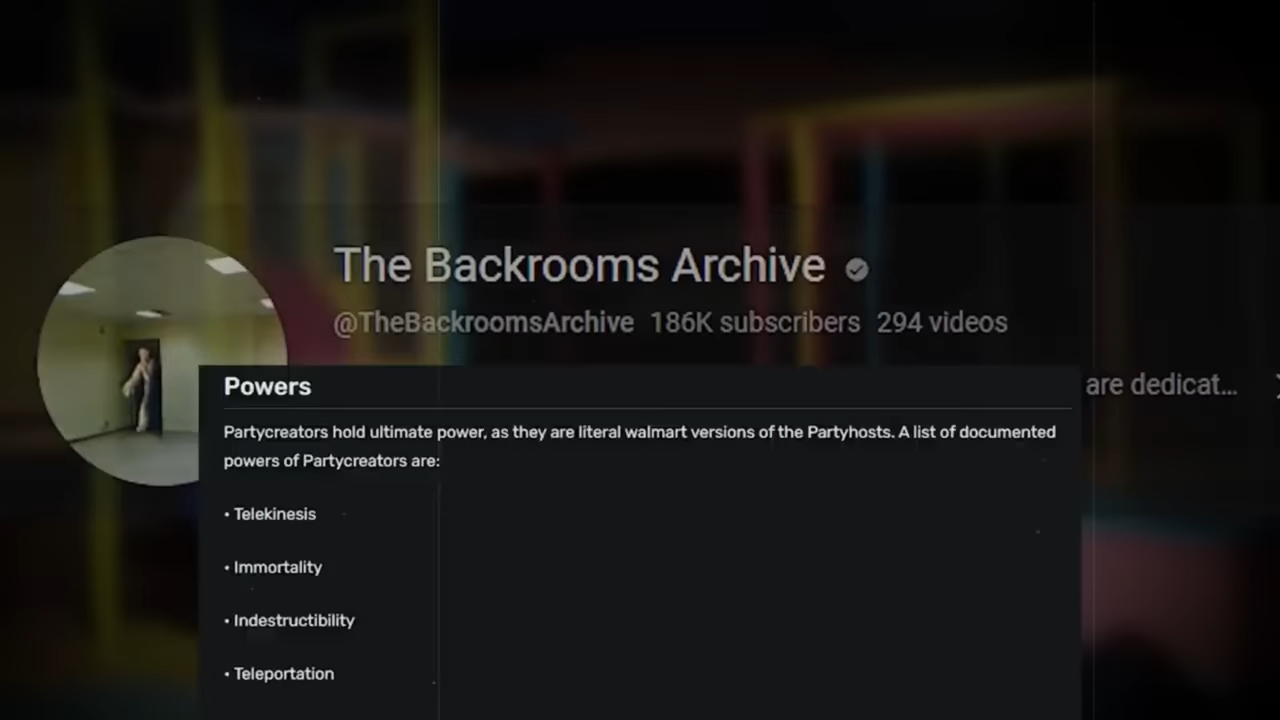 The Backrooms Archive
@TheBackroomsArchive 186K subscribers 294 videos
are dedicat...
Powers
Partycreators hold ultimate power, as they are literal walmart versions of the Partyhosts. A list of documented
powers of Partycreators are:
• Telekinesis
• Immortality
• Indestructibility
• Teleportation